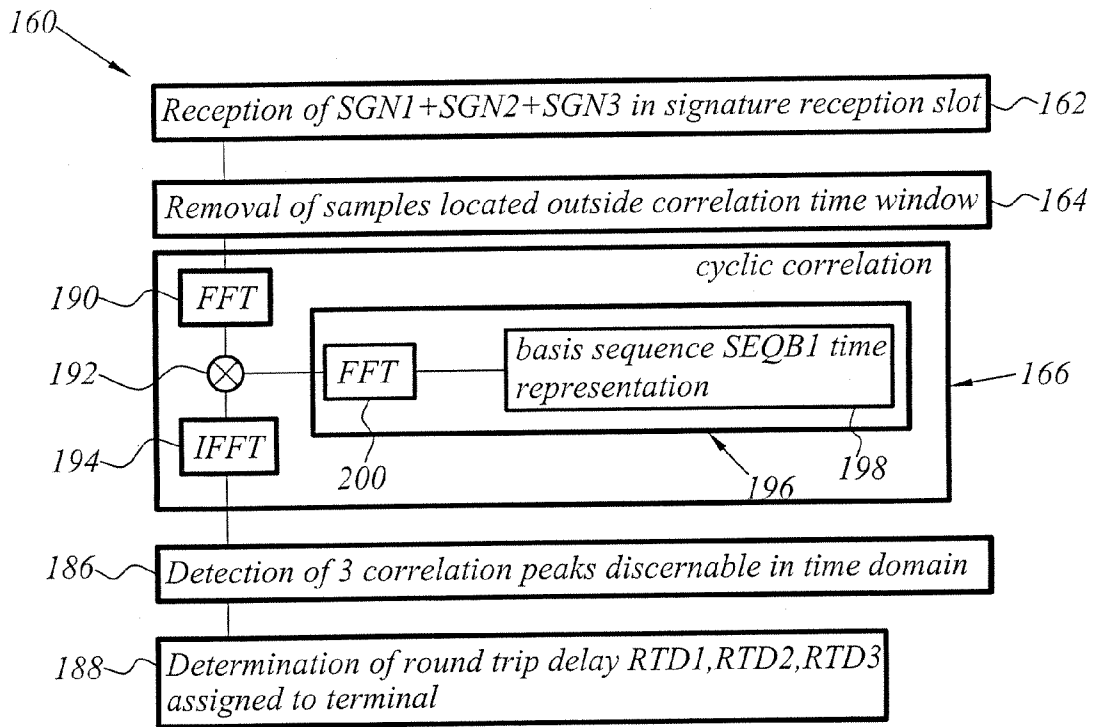 160
Reception of SGN1+SGN2+SGN3 in signature reception slot
162
Removal of samples located outside correlation time window
164
cyclic correlation
190
FFT
192
FFT
basis sequence SEQB1 time
representation
166
194
IFFT
200
196
198
186
Detection of 3 correlation peaks discernable in time domain
188
Determination of round trip delay RTD1,RTD2,RTD3
assigned to terminal